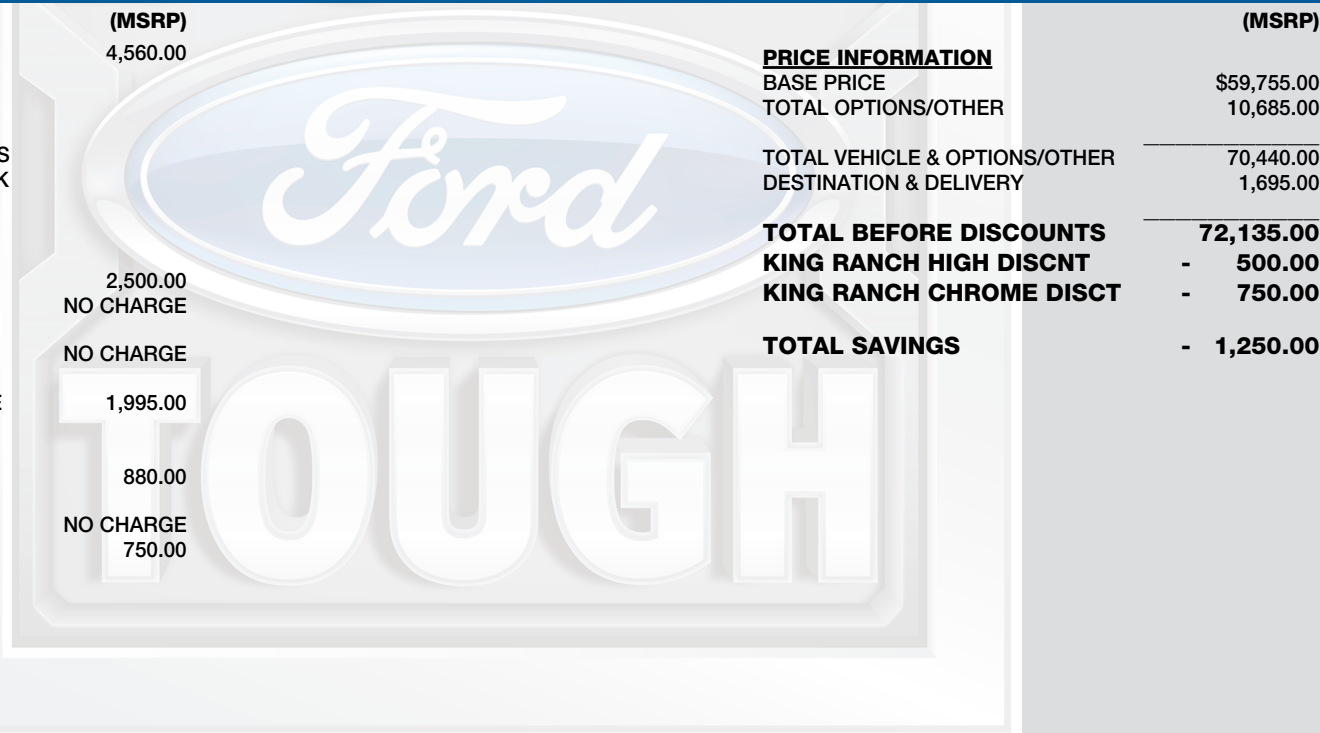 (MSRP)
4,560.00
S
K
2,500.00
NO CHARGE
NO CHARGE
E 1,995.00
880.00
NO CHARGE
750.00
Ford
TOUGH
(MSRP)
PRICE INFORMATION
BASE PRICE $59,755.00
TOTAL OPTIONS/OTHER 10,685.00
TOTAL VEHICLE & OPTIONS/OTHER 70,440.00
DESTINATION & DELIVERY 1,695.00
TOTAL BEFORE DISCOUNTS 72,135.00
KING RANCH HIGH DISCNT - 500.00
KING RANCH CHROME DISCT - 750.00
TOTAL SAVINGS - 1,250.00